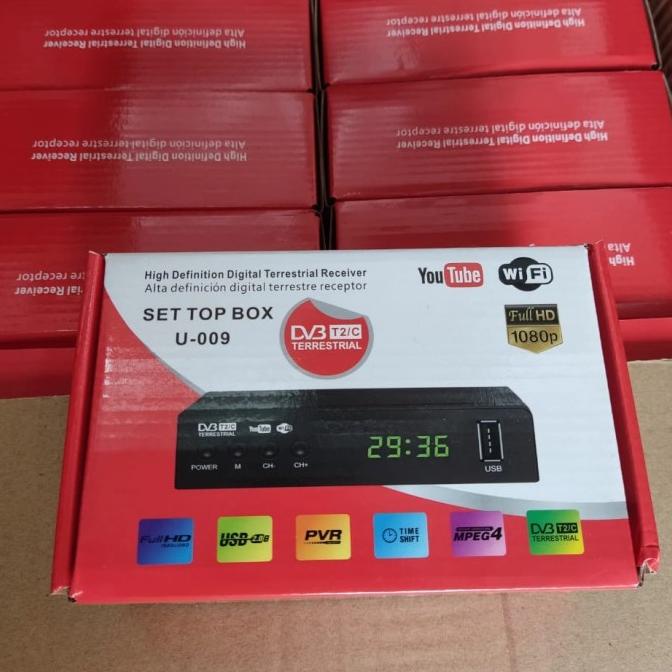 High Definition Digital Terrestrial Receiver
Alta definición digital terrestre receptor
High Definition Digital Terrestrial Receiver
Alta definición digital terrestre receptor
High Definition Digital Terrestrial Receiver
Alta definición digital terrestre receptor
High Definition Digital Terrestrial Receiver
Alta definición digital terrestre receptor
High Definition Digital Terrestrial Receiver
Alta definición digital terrestre receptor
SET TOP BOX
U-009
DVB T2/C
TERRESTRIAL
YouTube
WiFi
Full HD
1080p
DVB T2/C
TERRESTRIAL
YouTube
WiFi
29:36
POWER
M
CH-
CH+
USB
Full HD
USB 2.0
PVR
TIME
SHIFT
MPEG4
DVB T2/C
TERRESTRIAL